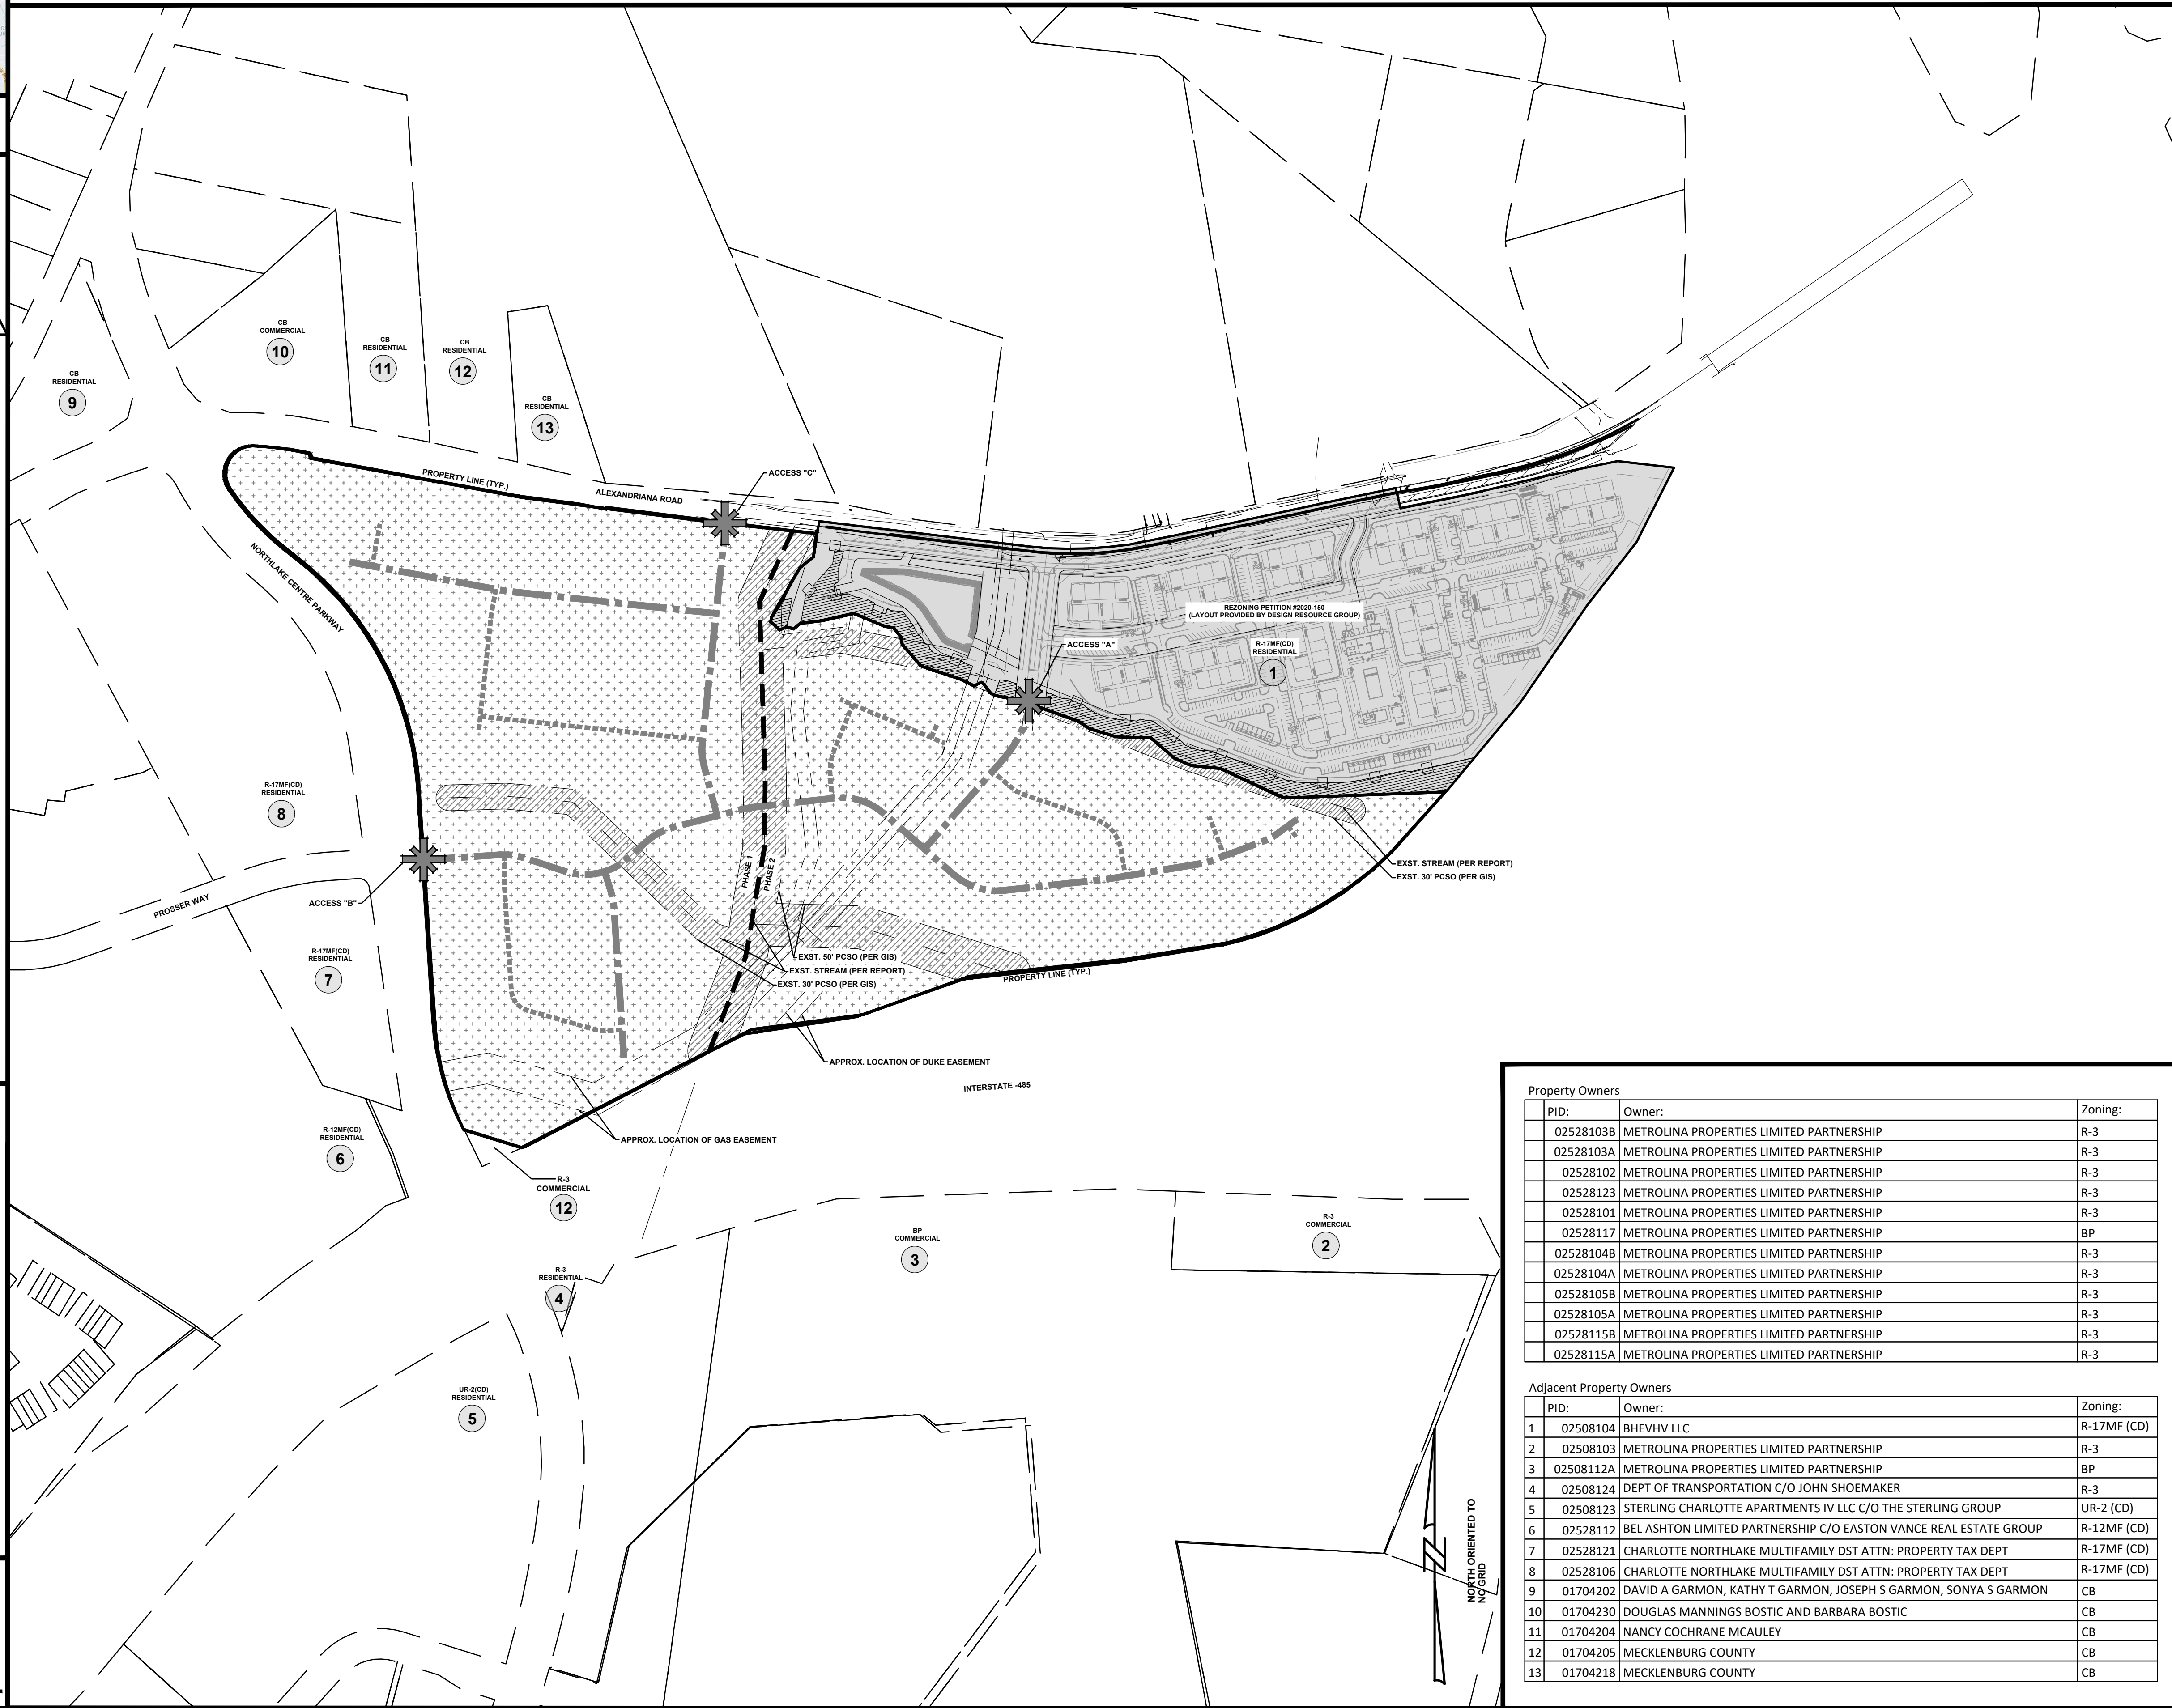 CB
COMMERCIAL
10
CB
RESIDENTIAL
11
CB
RESIDENTIAL
12
CB
RESIDENTIAL
9
CB
RESIDENTIAL
13
PROPERTY LINE (TYP.)
ALEXANDRIANA ROAD
ACCESS "C"
NORTHLAKE CENTRE PARKWAY
REZONING PETITION #2020-150
(LAYOUT PROVIDED BY DESIGN RESOURCE GROUP)
R-17MF(CD)
RESIDENTIAL
1
ACCESS "A"
R-17MF(CD)
RESIDENTIAL
8
PHASE 1
PHASE 2
EXST. STREAM (PER REPORT)
EXST. 30' PCSO (PER GIS)
ACCESS "B"
PROSSER WAY
R-17MF(CD)
RESIDENTIAL
7
EXST. 50' PCSO (PER GIS)
EXST. STREAM (PER REPORT)
EXST. 30' PCSO (PER GIS)
PROPERTY LINE (TYP.)
APPROX. LOCATION OF DUKE EASEMENT
INTERSTATE -485
R-12MF(CD)
RESIDENTIAL
6
APPROX. LOCATION OF GAS EASEMENT
R-3
COMMERCIAL
12
BP
COMMERCIAL
3
R-3
COMMERCIAL
2
R-3
RESIDENTIAL
4
UR-2(CD)
RESIDENTIAL
5
NORTH ORIENTED TO
NC GRID
Property Owners
PID: Owner: Zoning:
02528103B METROLINA PROPERTIES LIMITED PARTNERSHIP R-3
02528103A METROLINA PROPERTIES LIMITED PARTNERSHIP R-3
02528102 METROLINA PROPERTIES LIMITED PARTNERSHIP R-3
02528123 METROLINA PROPERTIES LIMITED PARTNERSHIP R-3
02528101 METROLINA PROPERTIES LIMITED PARTNERSHIP R-3
02528117 METROLINA PROPERTIES LIMITED PARTNERSHIP BP
02528104B METROLINA PROPERTIES LIMITED PARTNERSHIP R-3
02528104A METROLINA PROPERTIES LIMITED PARTNERSHIP R-3
02528105B METROLINA PROPERTIES LIMITED PARTNERSHIP R-3
02528105A METROLINA PROPERTIES LIMITED PARTNERSHIP R-3
02528115B METROLINA PROPERTIES LIMITED PARTNERSHIP R-3
02528115A METROLINA PROPERTIES LIMITED PARTNERSHIP R-3
Adjacent Property Owners
PID: Owner: Zoning:
1 02508104 BHEVHV LLC R-17MF (CD)
2 02508103 METROLINA PROPERTIES LIMITED PARTNERSHIP R-3
3 02508112A METROLINA PROPERTIES LIMITED PARTNERSHIP BP
4 02508124 DEPT OF TRANSPORTATION C/O JOHN SHOEMAKER R-3
5 02508123 STERLING CHARLOTTE APARTMENTS IV LLC C/O THE STERLING GROUP UR-2 (CD)
6 02528112 BEL ASHTON LIMITED PARTNERSHIP C/O EASTON VANCE REAL ESTATE GROUP R-12MF (CD)
7 02528121 CHARLOTTE NORTHLAKE MULTIFAMILY DST ATTN: PROPERTY TAX DEPT R-17MF (CD)
8 02528106 CHARLOTTE NORTHLAKE MULTIFAMILY DST ATTN: PROPERTY TAX DEPT R-17MF (CD)
9 01704202 DAVID A GARMON, KATHY T GARMON, JOSEPH S GARMON, SONYA S GARMON CB
10 01704230 DOUGLAS MANNINGS BOSTIC AND BARBARA BOSTIC CB
11 01704204 NANCY COCHRANE MCAULEY CB
12 01704205 MECKLENBURG COUNTY CB
13 01704218 MECKLENBURG COUNTY CB